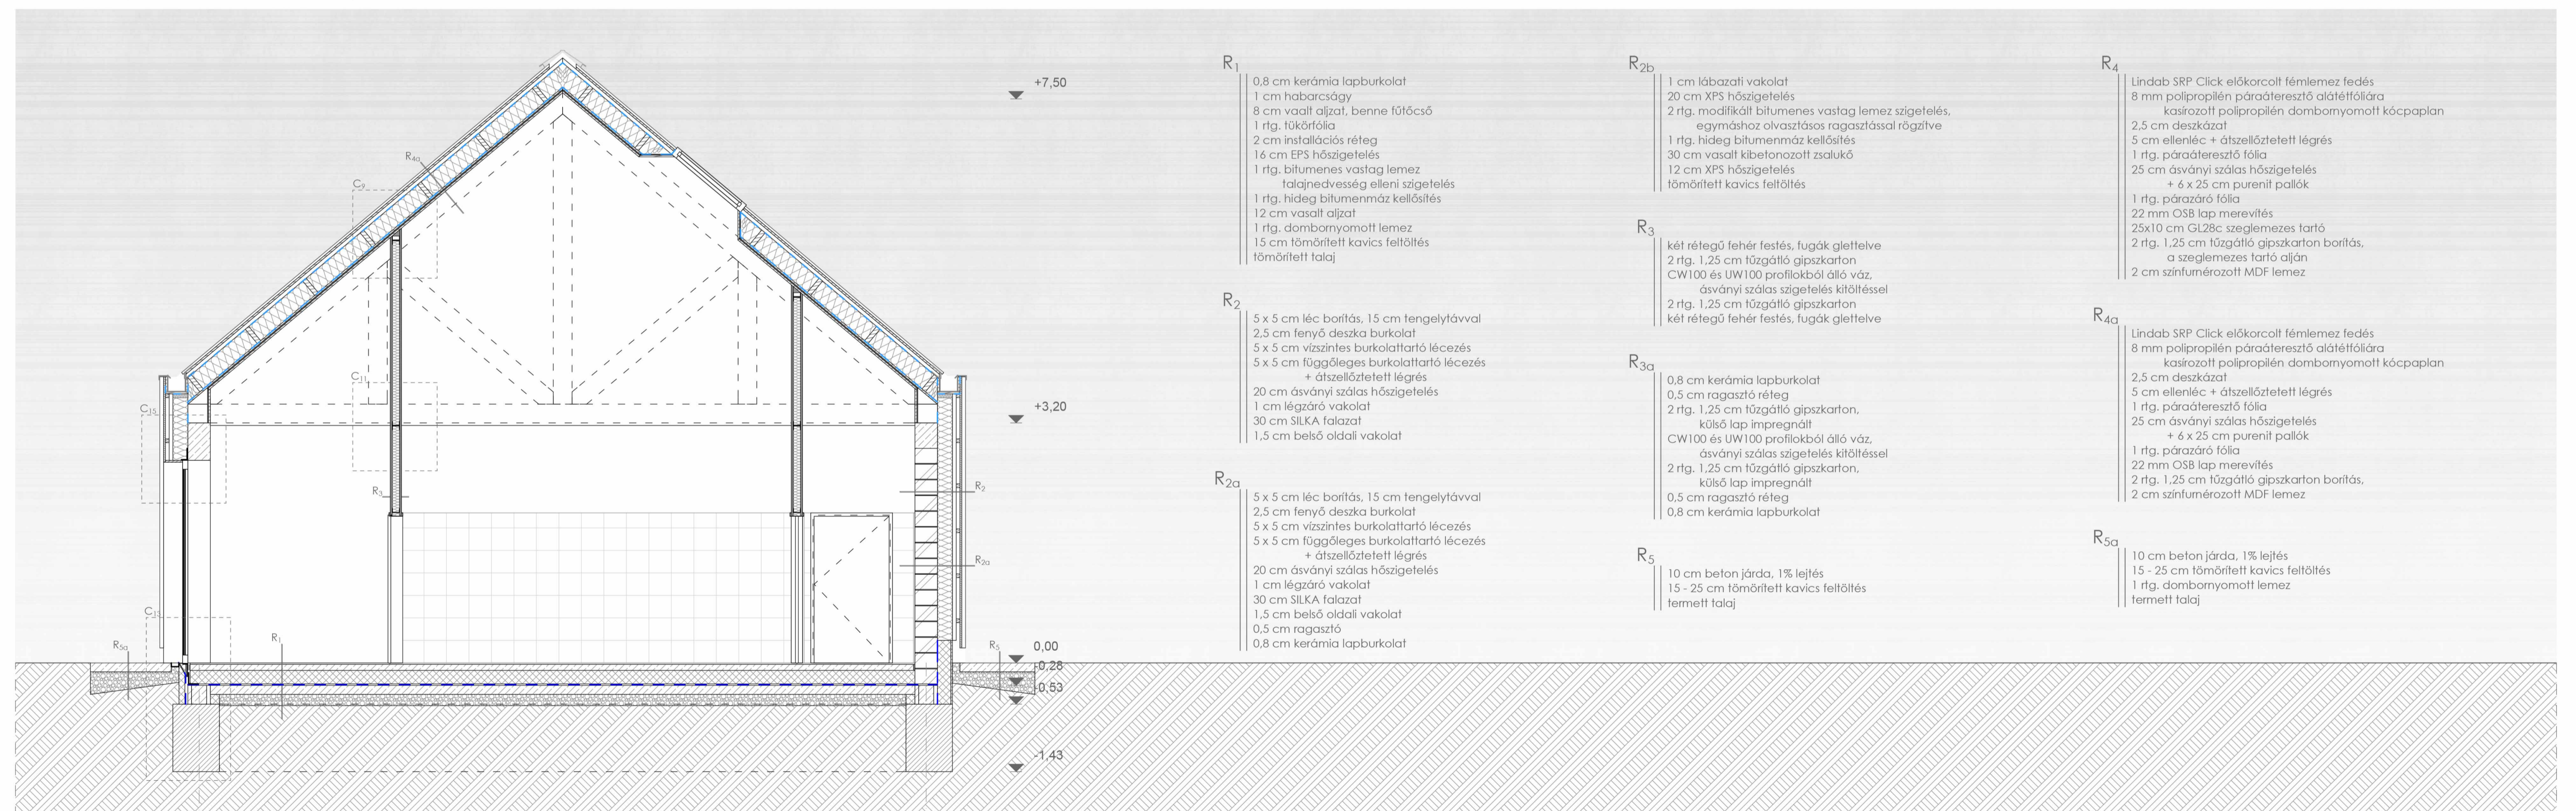 R4a
C9
C11
C15
R3
R2
R2a
C13
R1
R5a
R5
+7,50
+3,20
0,00
-0,28
-0,53
-1,43
R1
0,8 cm kerámia lapburkolat
1 cm habarcságy
8 cm vaalt aljzat, benne fűtőcső
1 rtg. tükörfólia
2 cm installációs réteg
16 cm EPS hőszigetelés
1 rtg. bitumenes vastag lemez
talajnedvesség elleni szigetelés
1 rtg. hideg bitumenmáz kellősítés
12 cm vasalt aljzat
1 rtg. dombornyomott lemez
15 cm tömörített kavics feltöltés
tömörített talaj
R2
5 x 5 cm léc borítás, 15 cm tengelytávval
2,5 cm fenyő deszka burkolat
5 x 5 cm vízszintes burkolattartó lécezés
5 x 5 cm függőleges burkolattartó lécezés
+ átszellőztetett légrés
20 cm ásványi szálas hőszigetelés
1 cm légzáró vakolat
30 cm SILKA falazat
1,5 cm belső oldali vakolat
R2a
5 x 5 cm léc borítás, 15 cm tengelytávval
2,5 cm fenyő deszka burkolat
5 x 5 cm vízszintes burkolattartó lécezés
5 x 5 cm függőleges burkolattartó lécezés
+ átszellőztetett légrés
20 cm ásványi szálas hőszigetelés
1 cm légzáró vakolat
30 cm SILKA falazat
1,5 cm belső oldali vakolat
0,5 cm ragasztó
0,8 cm kerámia lapburkolat
R2b
1 cm lábazati vakolat
20 cm XPS hőszigetelés
2 rtg. modifikált bitumenes vastag lemez szigetelés,
egymáshoz olvasztásos ragasztással rögzítve
1 rtg. hideg bitumenmáz kellősítés
30 cm vasalt kibetonozott zsalukő
12 cm XPS hőszigetelés
tömörített kavics feltöltés
R3
két rétegű fehér festés, fugák glettelve
2 rtg. 1,25 cm tűzgátló gipszkarton
CW100 és UW100 profilokból álló váz,
ásványi szálas szigetelés kitöltéssel
2 rtg. 1,25 cm tűzgátló gipszkarton
két rétegű fehér festés, fugák glettelve
R3a
0,8 cm kerámia lapburkolat
0,5 cm ragasztó réteg
2 rtg. 1,25 cm tűzgátló gipszkarton,
külső lap impregnált
CW100 és UW100 profilokból álló váz,
ásványi szálas szigetelés kitöltéssel
2 rtg. 1,25 cm tűzgátló gipszkarton,
külső lap impregnált
0,5 cm ragasztó réteg
0,8 cm kerámia lapburkolat
R5
10 cm beton járda, 1% lejtés
15 - 25 cm tömörített kavics feltöltés
termett talaj
R4
Lindab SRP Click előkorcolt fémlemez fedés
8 mm polipropilén páraáteresztő alátétfóliára
kasírozott polipropilén dombornyomott kócpaplan
2,5 cm deszkázat
5 cm ellenléc + átszellőztetett légrés
1 rtg. páraáteresztő fólia
25 cm ásványi szálas hőszigetelés
+ 6 x 25 cm purenit pallók
1 rtg. párazáró fólia
22 mm OSB lap merevítés
25x10 cm GL28c szeglemezes tartó
2 rtg. 1,25 cm tűzgátló gipszkarton borítás,
a szeglemezes tartó alján
2 cm színfurnérozott MDF lemez
R4a
Lindab SRP Click előkorcolt fémlemez fedés
8 mm polipropilén páraáteresztő alátétfóliára
kasírozott polipropilén dombornyomott kócpaplan
2,5 cm deszkázat
5 cm ellenléc + átszellőztetett légrés
1 rtg. páraáteresztő fólia
25 cm ásványi szálas hőszigetelés
+ 6 x 25 cm purenit pallók
1 rtg. párazáró fólia
22 mm OSB lap merevítés
2 rtg. 1,25 cm tűzgátló gipszkarton borítás,
2 cm színfurnérozott MDF lemez
R5a
10 cm beton járda, 1% lejtés
15 - 25 cm tömörített kavics feltöltés
1 rtg. dombornyomott lemez
termett talaj